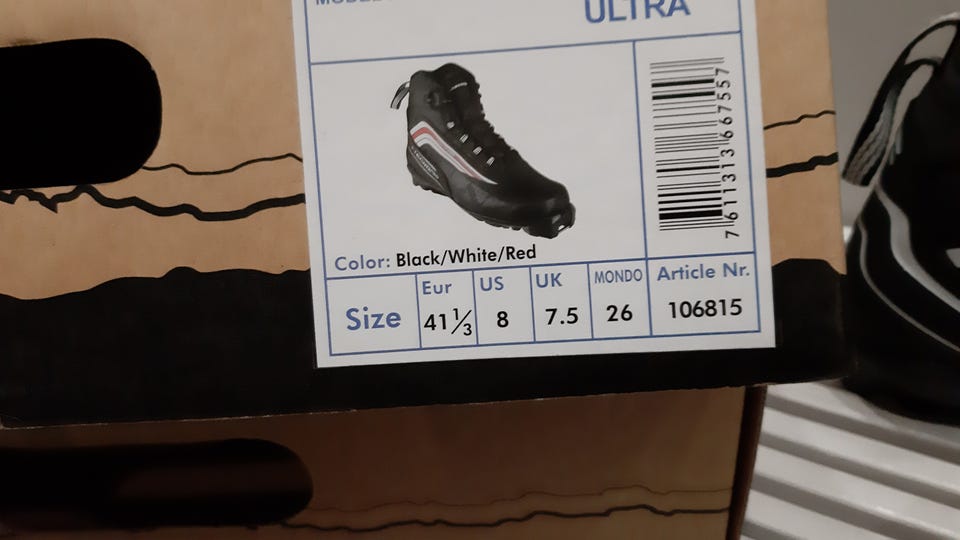 ULTRA
7611313667557
Color: Black/White/Red
Size
Eur US UK MONDO Article Nr.
41⅓ 8 7.5 26 106815